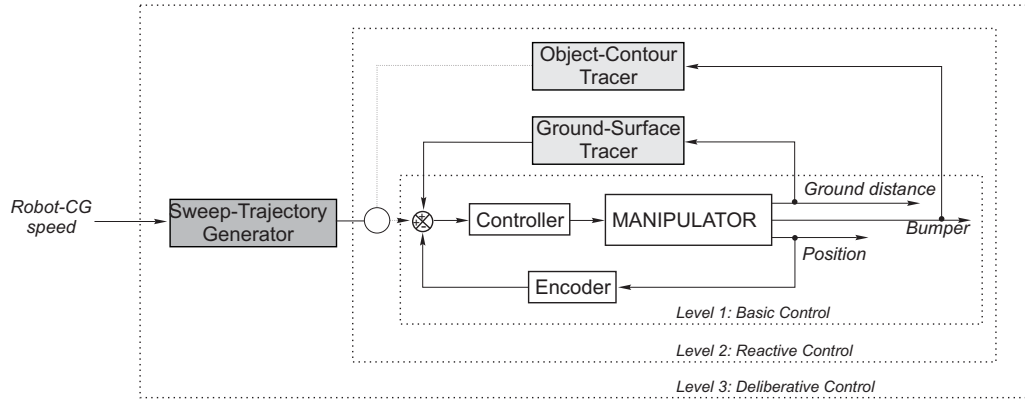 Object-Contour
Tracer
Ground-Surface
Tracer
Ground distance
Robot-CG
speed
Sweep-Trajectory
Generator
Controller
MANIPULATOR
Bumper
Position
Encoder
Level 1: Basic Control
Level 2: Reactive Control
Level 3: Deliberative Control